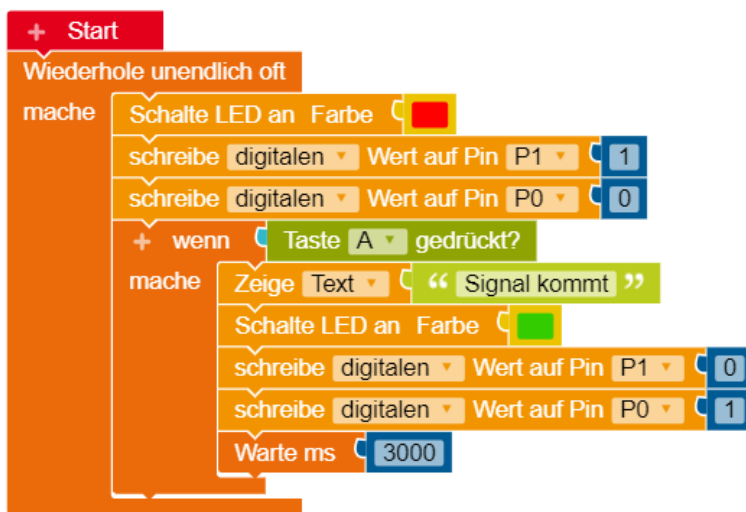 + Start
Wiederhole unendlich oft
mache Schalte LED an Farbe
schreibe digitalen Wert auf Pin P1 1
schreibe digitalen Wert auf Pin P0 0
+ wenn Taste A gedrückt?
mache Zeige Text “ Signal kommt ”
Schalte LED an Farbe
schreibe digitalen Wert auf Pin P1 0
schreibe digitalen Wert auf Pin P0 1
Warte ms 3000